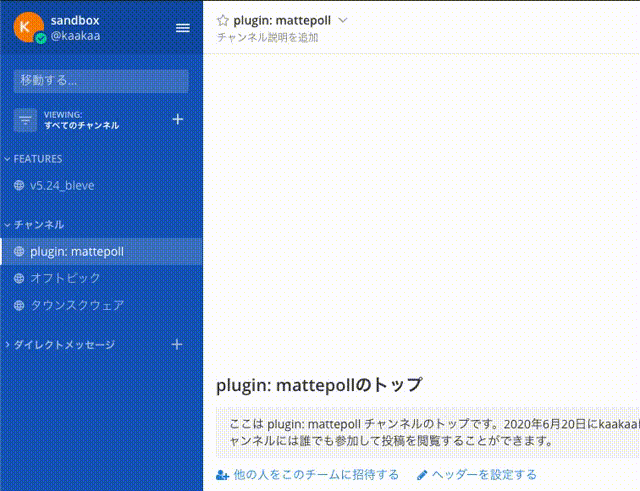 K
sandbox
@kaakaa
移動する...
VIEWING:
すべてのチャンネル
FEATURES
v5.24_bleve
チャンネル
plugin: mattepoll
オフトピック
タウンスクウェア
ダイレクトメッセージ
plugin: mattepoll
チャンネル説明を追加
plugin: mattepollのトップ
ここは plugin: mattepoll チャンネルのトップです。2020年6月20日にkaakaa
ャンネルには誰でも参加して投稿を閲覧することができます。
他の人をこのチームに招待する
ヘッダーを設定する